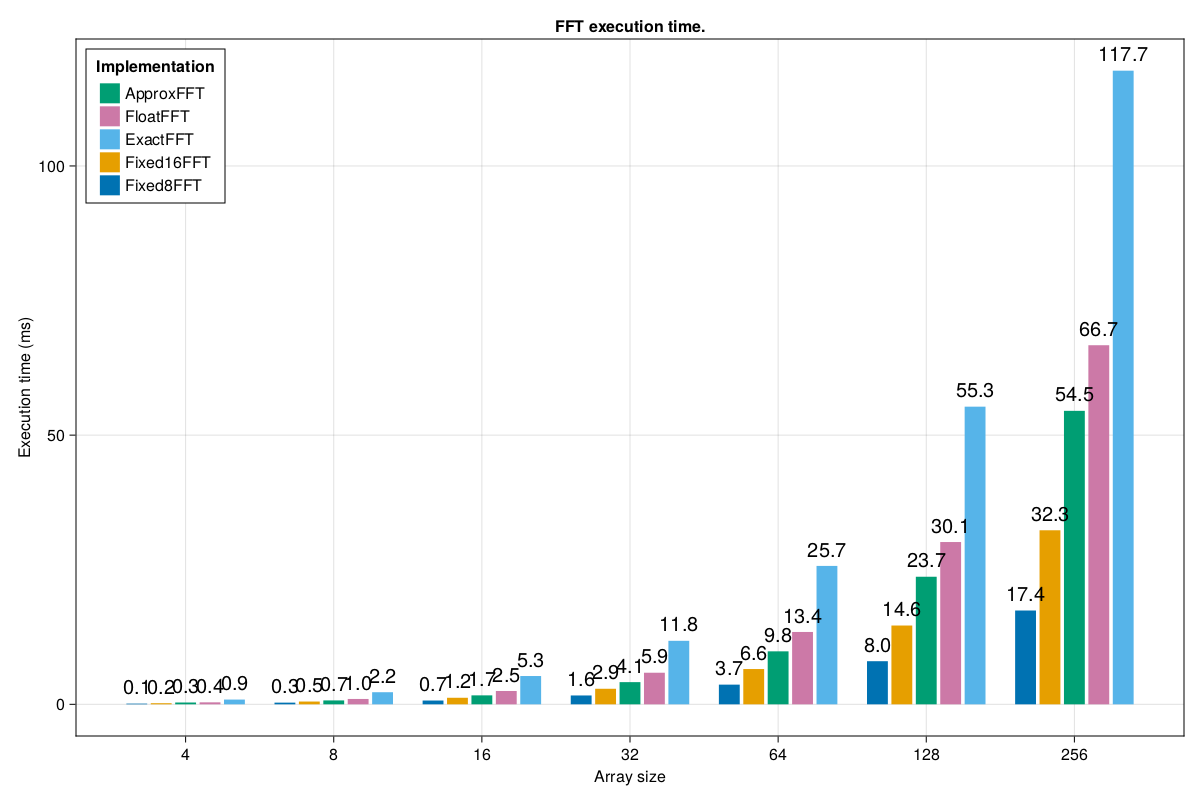 FFT execution time.
Implementation
ApproxFFT
FloatFFT
ExactFFT
Fixed16FFT
Fixed8FFT
Execution time (ms)
100
50
0
0.1 0.2 0.3 0.4 0.9
0.3 0.5 0.7 1.0 2.2
0.7 1.2 1.7 2.5 5.3
1.6 2.9 4.1 5.9 11.8
3.7 6.6 9.8 13.4 25.7
8.0 14.6 23.7 30.1 55.3
17.4 32.3 54.5 66.7 117.7
4 8 16 32 64 128 256
Array size